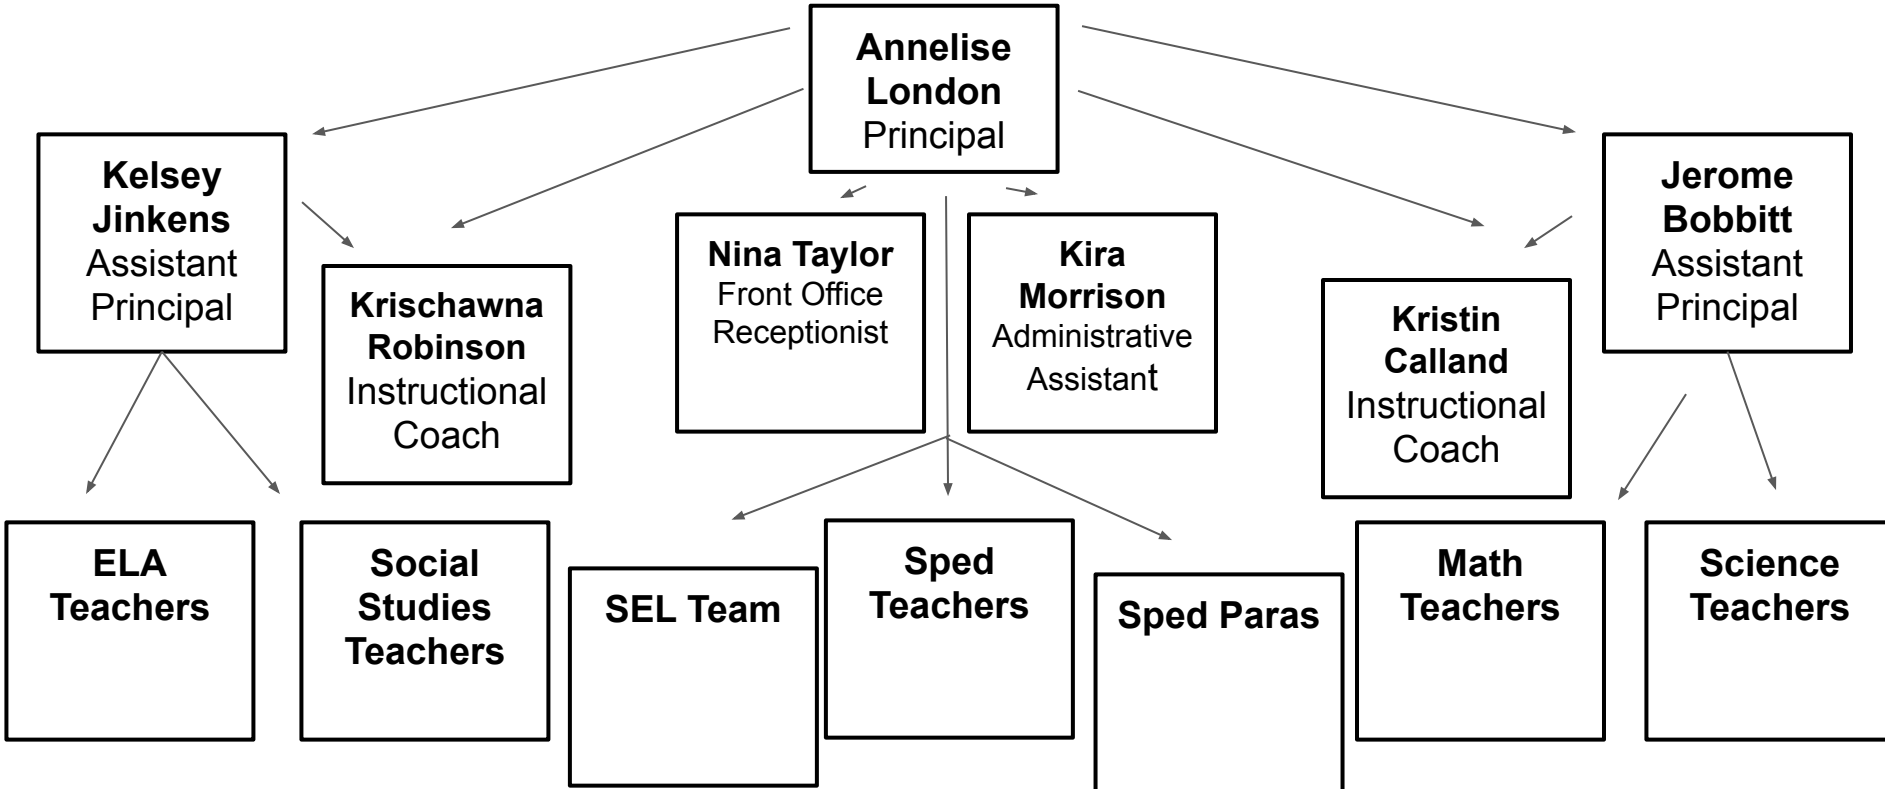 Annelise
London
Principal
Kelsey
Jinkens
Assistant
Principal
Krischawna
Robinson
Instructional
Coach
Nina Taylor
Front Office
Receptionist
Kira
Morrison
Administrative
Assistant
Kristin
Calland
Instructional
Coach
Jerome
Bobbitt
Assistant
Principal
ELA
Teachers
Social
Studies
Teachers
SEL Team
Sped
Teachers
Sped Paras
Math
Teachers
Science
Teachers